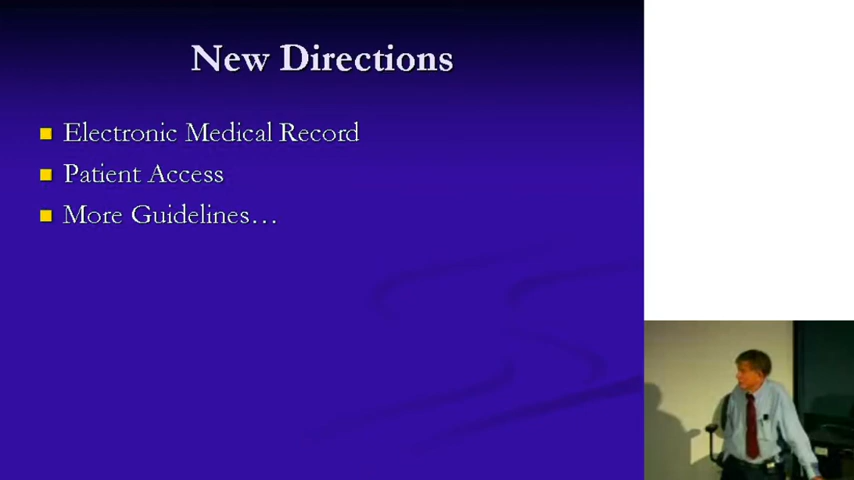 New Directions
Electronic Medical Record
Patient Access
More Guidelines…